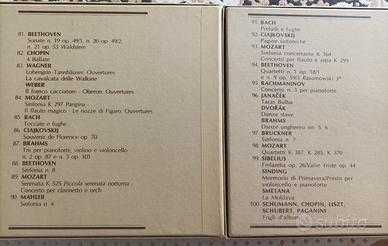 81. BEETHOVEN
Sonate n. 19 op. 49/1, n. 20 op. 49/2
n. 21 op. 53 Waldstein
82. CHOPIN
4 Ballate
83. WAGNER
Lohengrin-Tannhäuser: Ouvertures
La cavalcata delle Walkirie
WEBER
Il franco cacciatore - Oberon: Ouvertures
84. MOZART
Sinfonia K 297 Parigina
Il flauto magico - Le nozze di Figaro: Ouvertures
85. BACH
Toccate e fughe
86. CIAJKOVSKIJ
Souvenir de Florence op. 70
87. BRAHMS
Trii per pianoforte, violino e violoncello
n. 2 op. 87 e n. 3 op. 101
88. BEETHOVEN
Sinfonia n. 8
89. MOZART
Serenata K 525 Piccola serenata notturna
Concerto per clarinetto e orch.
90. MAHLER
Sinfonia n. 4
91. BACH
Preludi e fughe
92. CIAJKOVSKIJ
Pagine sinfoniche
93. MOZART
Sinfonia concertante K 364
Concerto per flauto e arpa K 299
94. BEETHOVEN
Quartetti n. 1 op. 18/1
e n. 9 op. 59/3 Rasumowsky 3°
95. RACHMANINOV
Concerto n. 3 per pianoforte
96. JANAČEK
Taras Bulba
DVOŘÁK
Danze slave
BRAHMS
Danze ungheresi nn. 5, 6
97. BRUCKNER
Sinfonia n. 7
98. MOZART
Quartetti K 387, K 285, K 370
99. SIBELIUS
Finlandia op. 26/Valse triste op. 44
SINDING
Mormorio di Primavera/Presto per
violoncello e pianoforte
SMETANA
La Moldava
100. SCHUMANN, CHOPIN, LISZT,
SCHUBERT, PAGANINI
Fogli d'album
subito